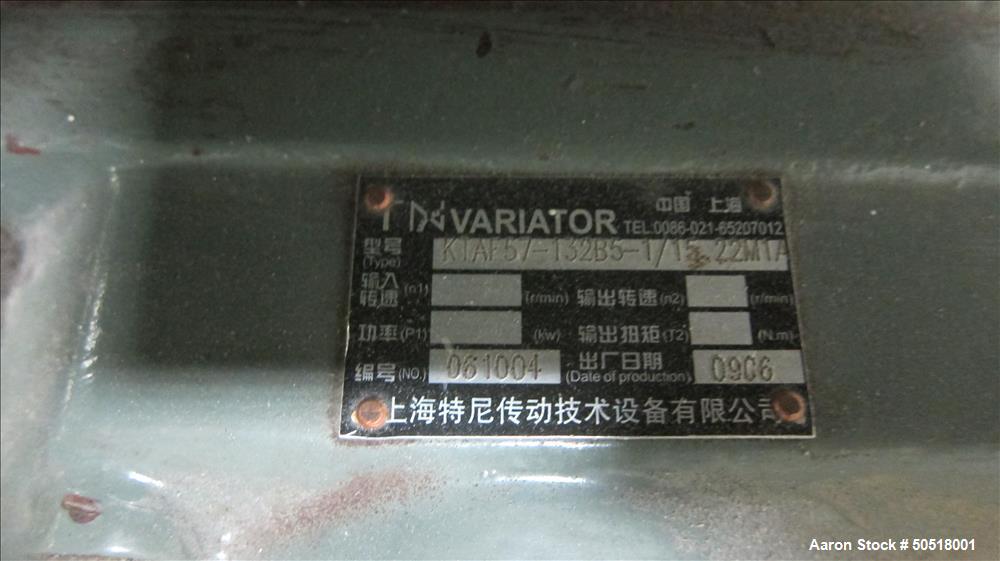 VARIATOR 中国 上海
TEL:0086-021-65207012
型号 (Type) KTAF57-132B5-1/15.22M1A
输入转速 (n1) (r/min) 输出转速 (n2) (r/min)
功率 (P1) (kw) 输出扭矩 (T2) (N.m)
编号 (NO.) 061004 出厂日期 (Date of production) 0906
上海特尼传动技术设备有限公司
Aaron Stock # 50518001